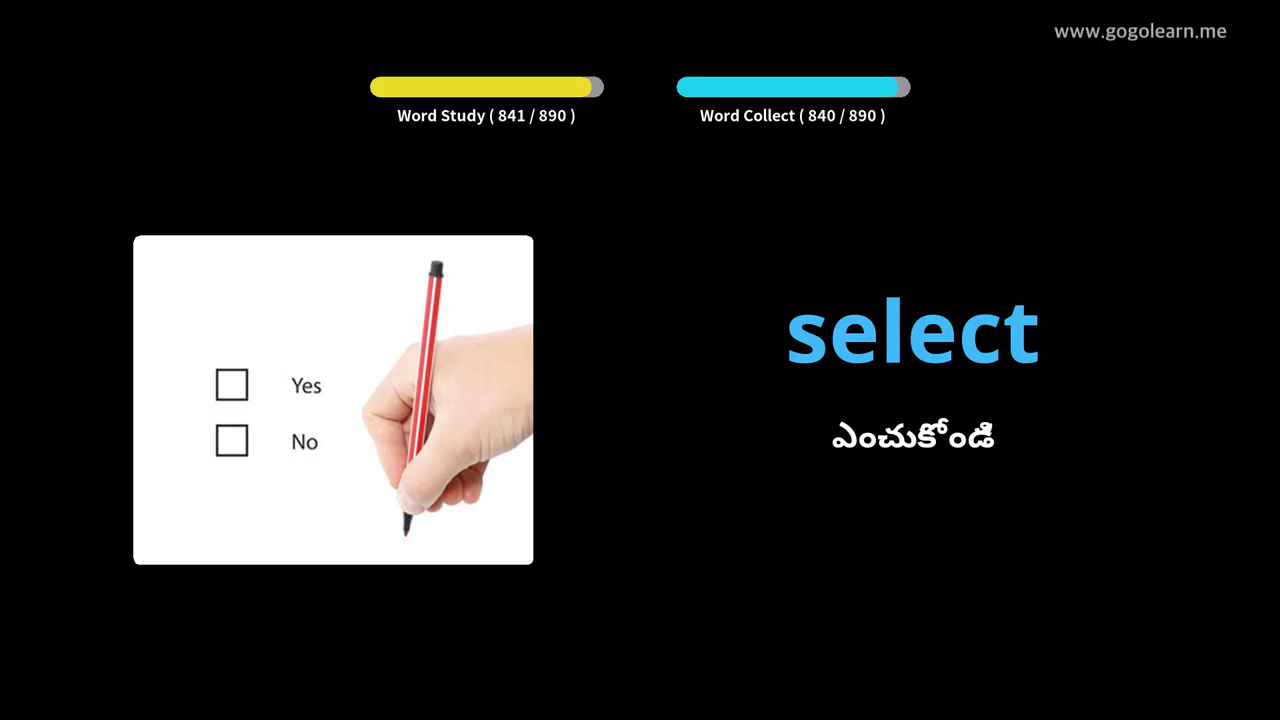 www.gogolearn.me
Word Study ( 841 / 890 )
Word Collect ( 840 / 890 )
Yes
No
select
ఎంచుకోండి